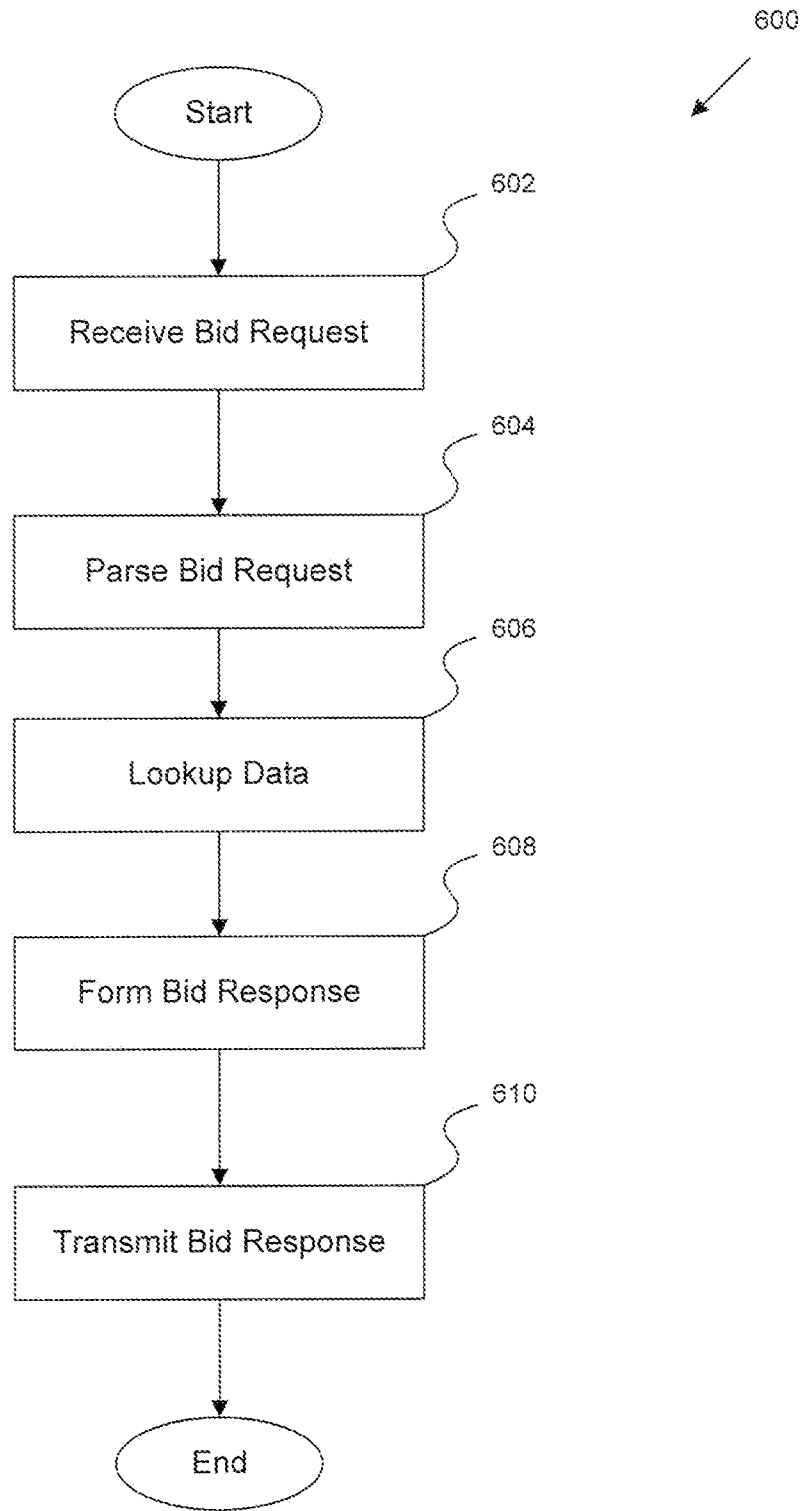 600
Start
602
Receive Bid Request
604
Parse Bid Request
606
Lookup Data
608
Form Bid Response
610
Transmit Bid Response
End